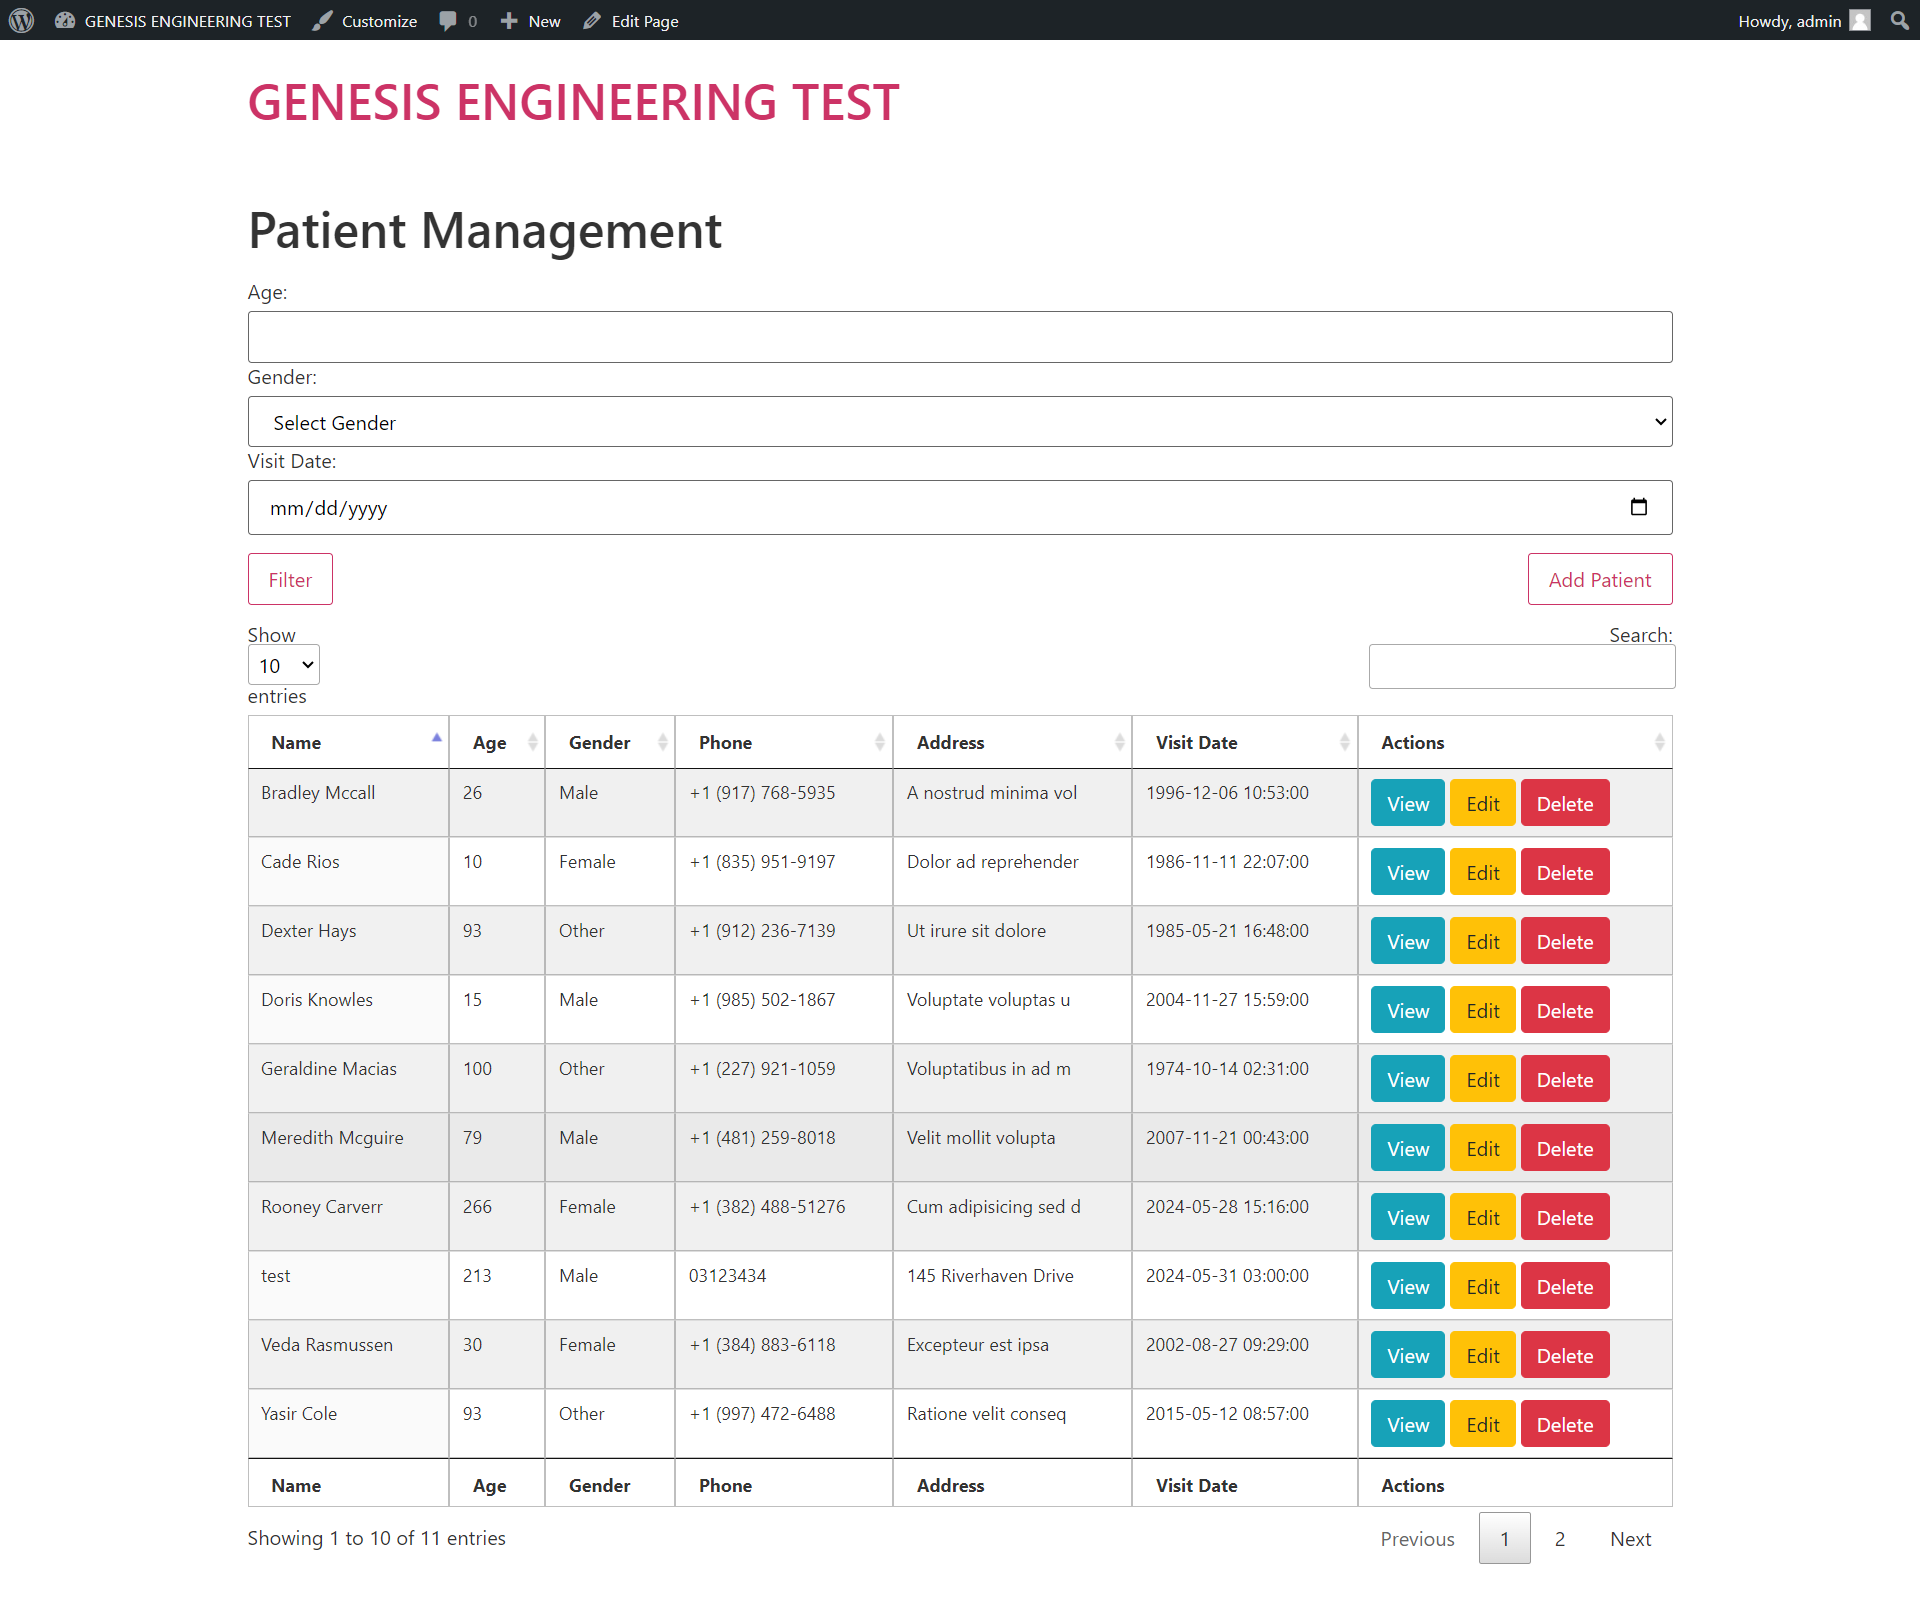 GENESIS ENGINEERING TEST Customize 0 New Edit Page Howdy, admin
GENESIS ENGINEERING TEST
Patient Management
Age:
Gender:
Select Gender
Visit Date:
mm/dd/yyyy
Filter Add Patient
Show Search:
10
entries
Name Age Gender Phone Address Visit Date Actions
Bradley Mccall 26 Male +1 (917) 768-5935 A nostrud minima vol 1996-12-06 10:53:00 View Edit Delete
Cade Rios 10 Female +1 (835) 951-9197 Dolor ad reprehender 1986-11-11 22:07:00 View Edit Delete
Dexter Hays 93 Other +1 (912) 236-7139 Ut irure sit dolore 1985-05-21 16:48:00 View Edit Delete
Doris Knowles 15 Male +1 (985) 502-1867 Voluptate voluptas u 2004-11-27 15:59:00 View Edit Delete
Geraldine Macias 100 Other +1 (227) 921-1059 Voluptatibus in ad m 1974-10-14 02:31:00 View Edit Delete
Meredith Mcguire 79 Male +1 (481) 259-8018 Velit mollit volupta 2007-11-21 00:43:00 View Edit Delete
Rooney Carverr 266 Female +1 (382) 488-51276 Cum adipisicing sed d 2024-05-28 15:16:00 View Edit Delete
test 213 Male 03123434 145 Riverhaven Drive 2024-05-31 03:00:00 View Edit Delete
Veda Rasmussen 30 Female +1 (384) 883-6118 Excepteur est ipsa 2002-08-27 09:29:00 View Edit Delete
Yasir Cole 93 Other +1 (997) 472-6488 Ratione velit conseq 2015-05-12 08:57:00 View Edit Delete
Name Age Gender Phone Address Visit Date Actions
Showing 1 to 10 of 11 entries Previous 1 2 Next